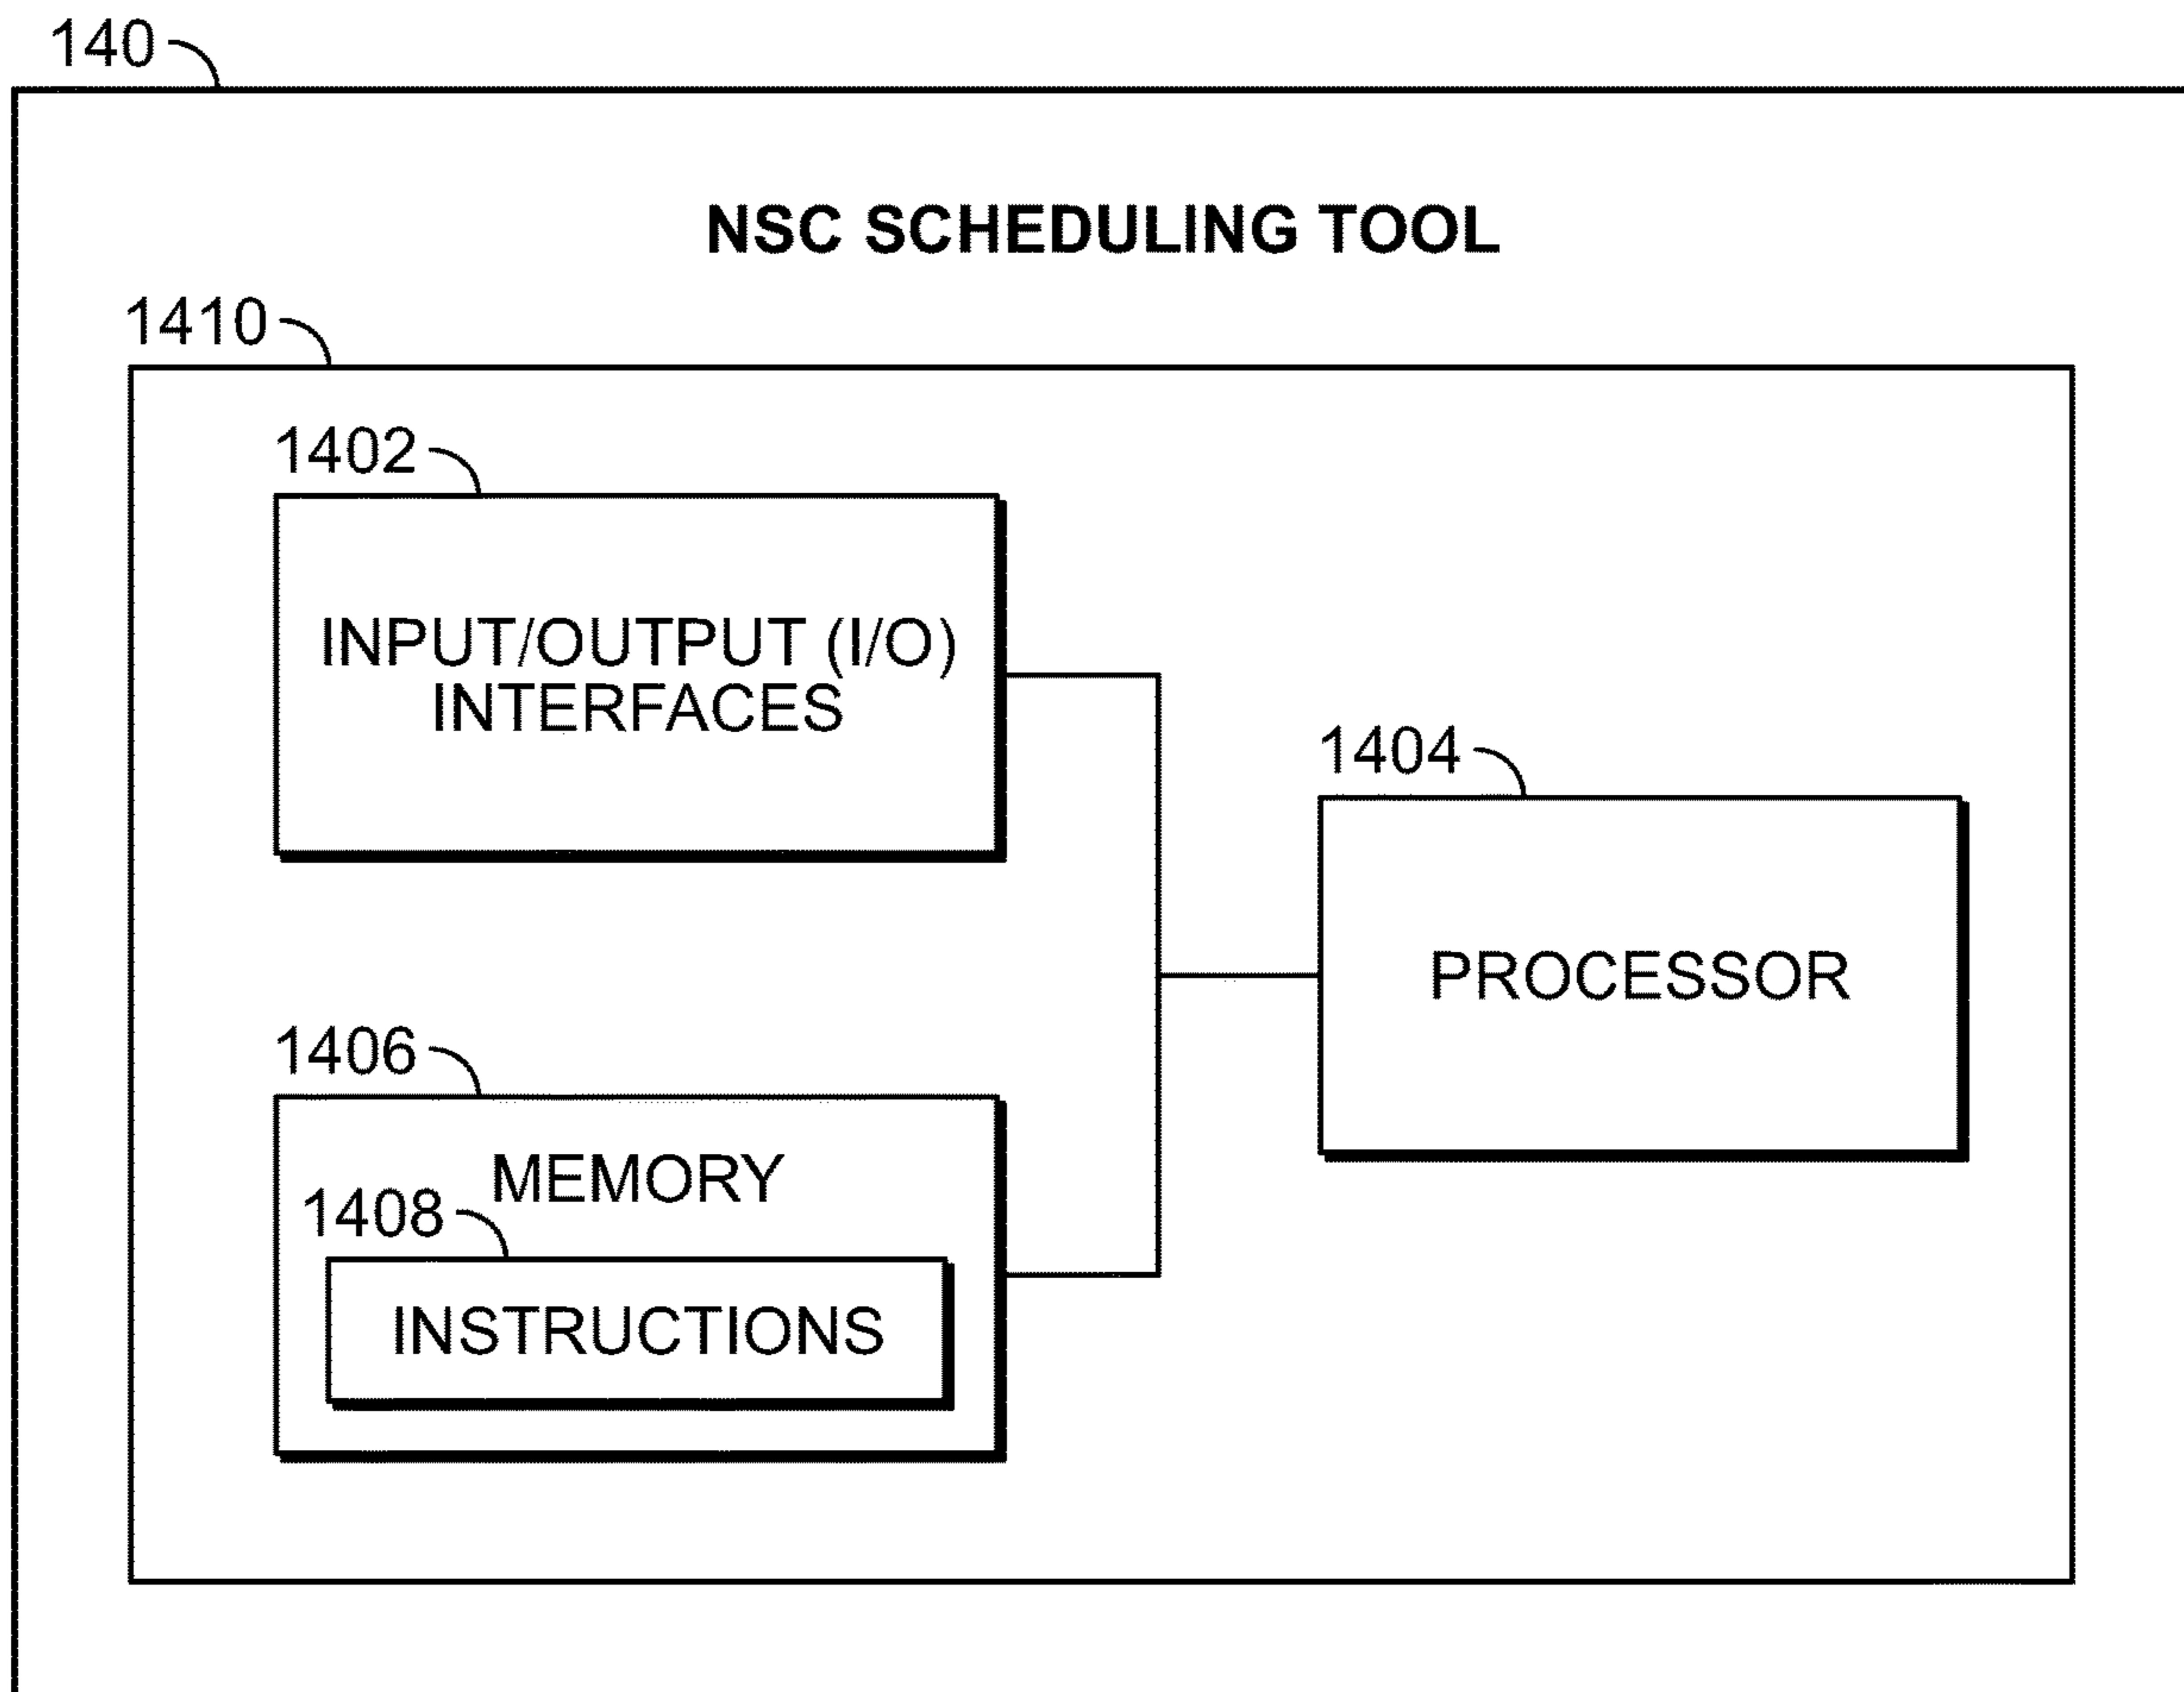 140
NSC SCHEDULING TOOL
1410
1402
INPUT/OUTPUT (I/O)
INTERFACES
1404
PROCESSOR
1406
MEMORY
1408
INSTRUCTIONS